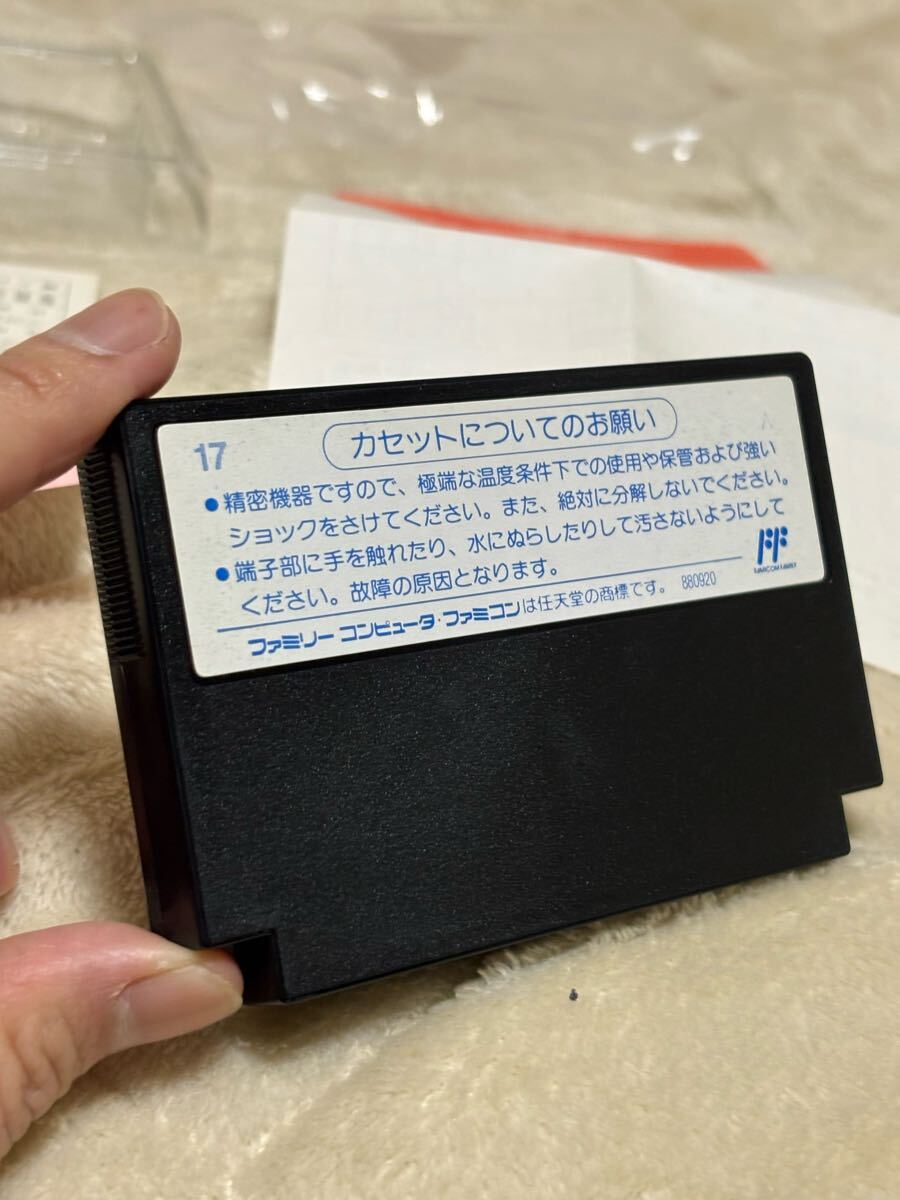 17
カセットについてのお願い
●精密機器ですので、極端な温度条件下での使用や保管および強い
ショックをさけてください。また、絶対に分解しないでください。
●端子部に手を触れたり、水にぬらしたりして汚さないようにして
ください。故障の原因となります。
FF
FAMICOM FAMILY
ファミリー コンピュータ・ファミコンは任天堂の商標です。 880920